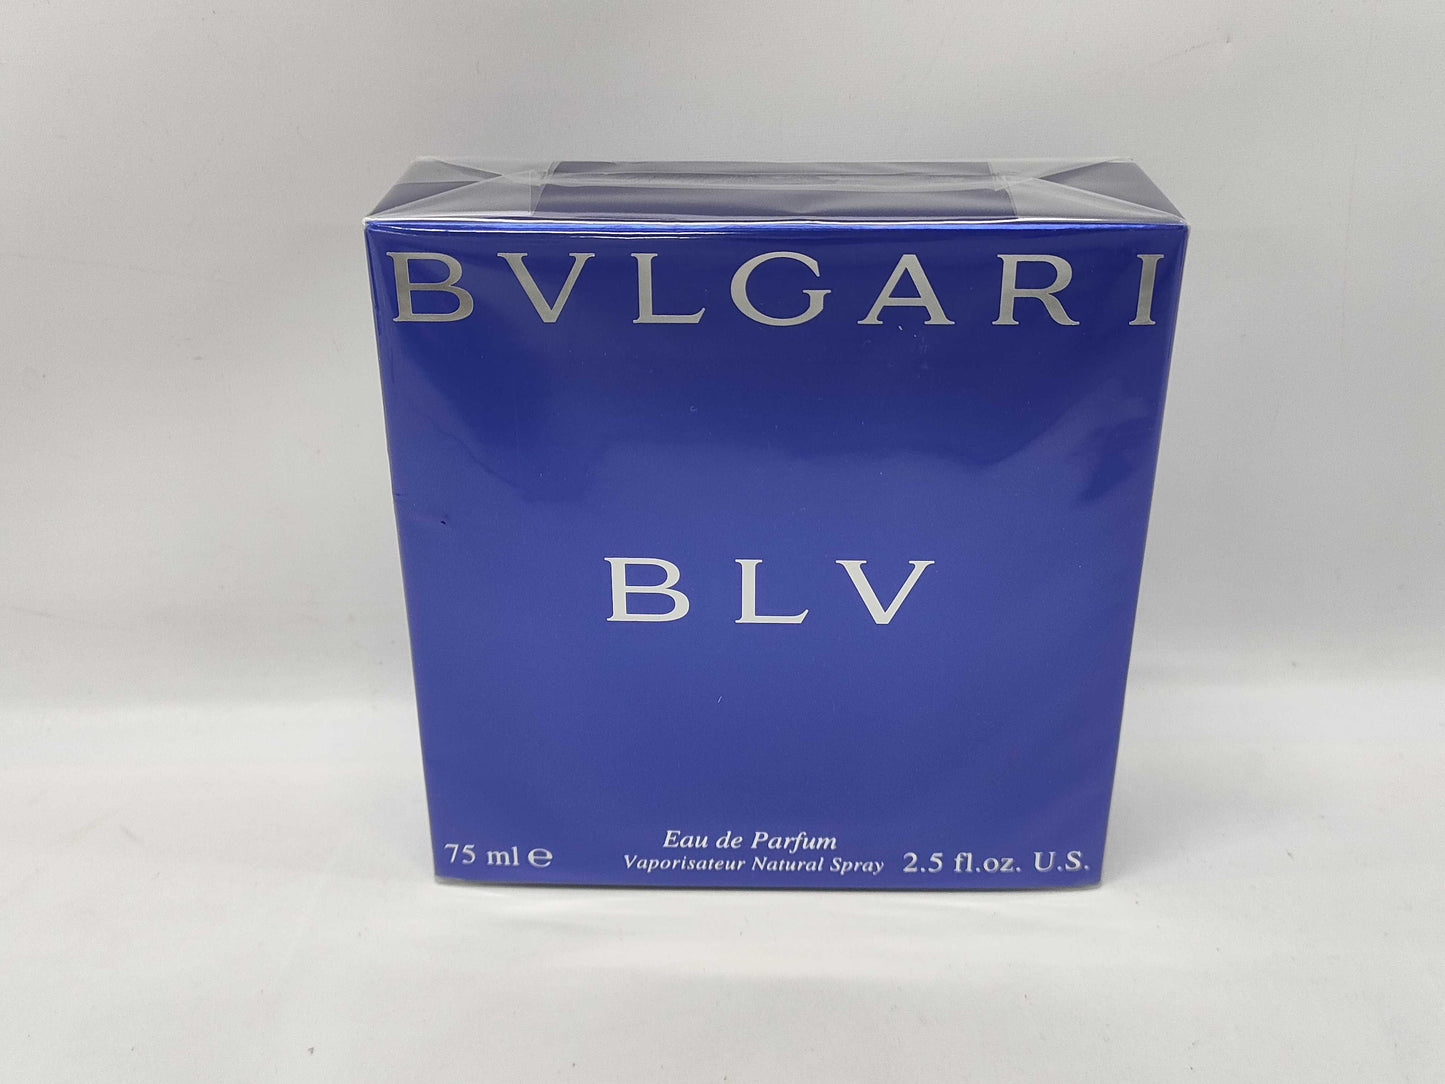 BVLGARI
BLV
Eau de Parfum
75 ml ℮ Vaporisateur Natural Spray 2.5 fl.oz. U.S.